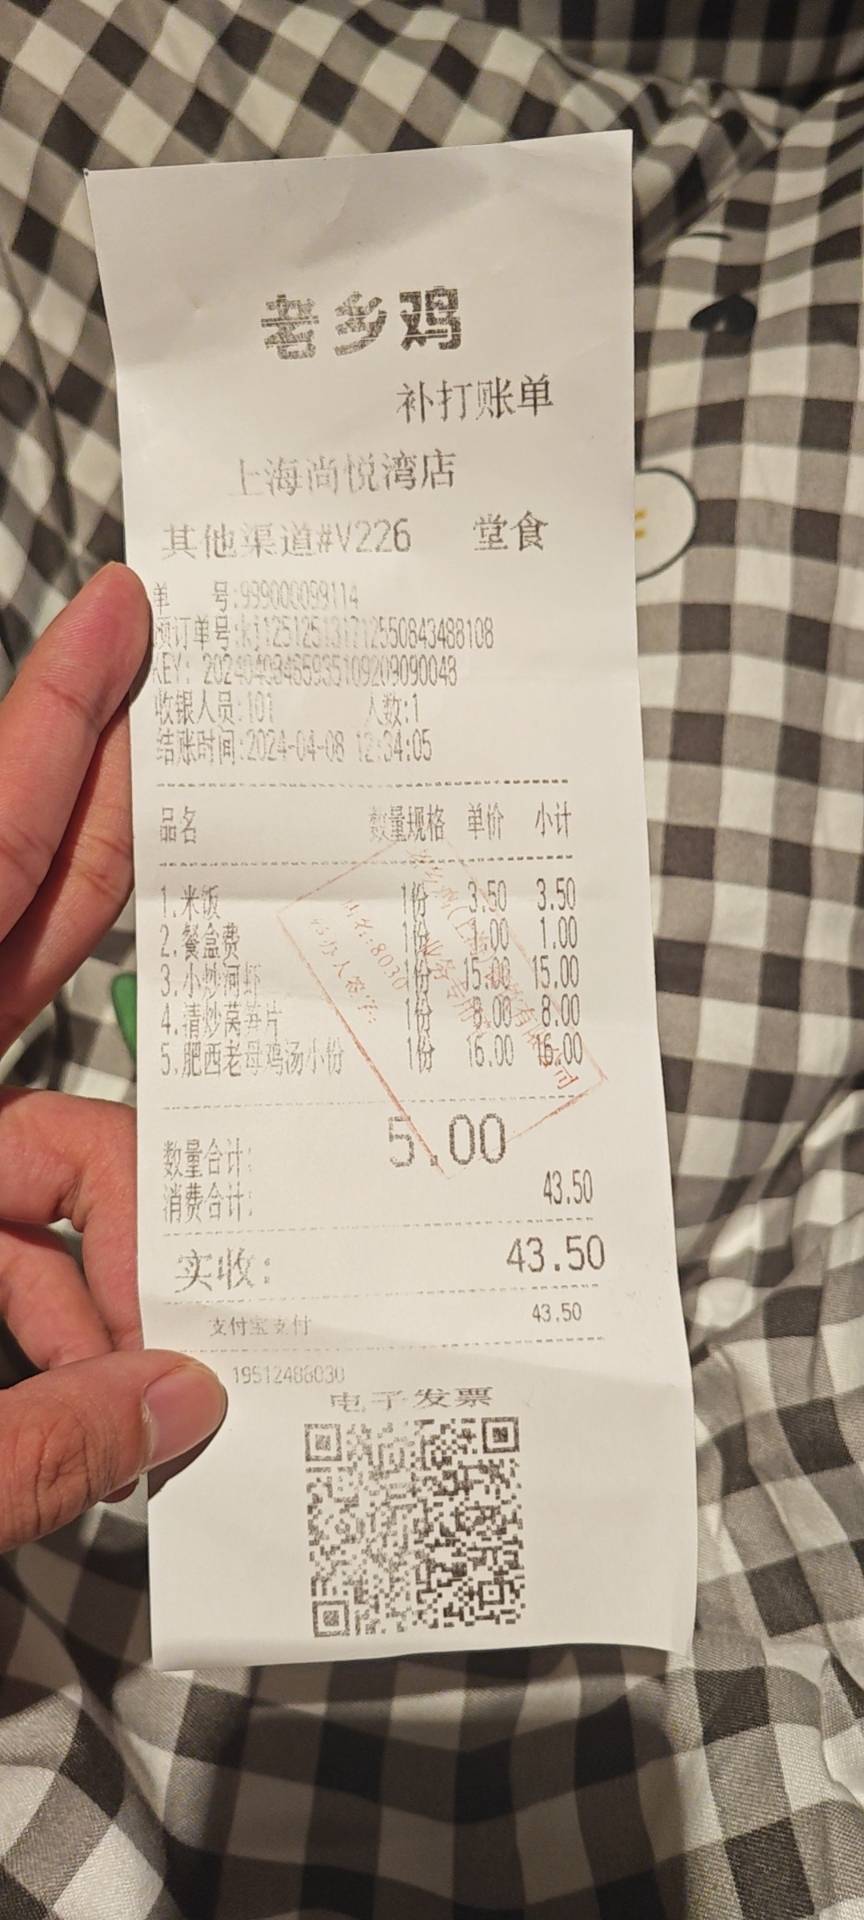 老乡鸡
补打账单
上海尚悦湾店
其他渠道#V226 堂食
单 号:999000099114
预订单号:kj125125131712550843488108
收银人员:101 人数:1
结账时间:2024-04-08 12:34:05
品名 数量规格 单价 小计
1.米饭 1份 3.50 3.50
2.餐盒费 1份 1.00 1.00
3.小炒河虾 1份 15.00 15.00
4.清炒莴笋片 1份 8.00 8.00
5.肥西老母鸡汤小份 1份 16.00 16.00
数量合计: 5.00
消费合计: 43.50
实收: 43.50
支付宝支付 43.50
19512488030
电子发票